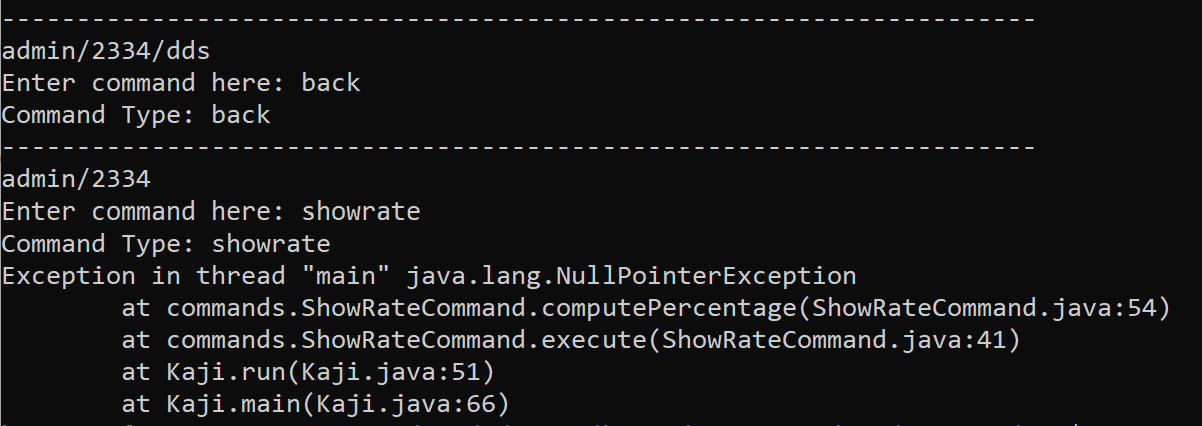 ---------------------------------------------------------------------
admin/2334/dds
Enter command here: back
Command Type: back
---------------------------------------------------------------------
admin/2334
Enter command here: showrate
Command Type: showrate
Exception in thread "main" java.lang.NullPointerException
        at commands.ShowRateCommand.computePercentage(ShowRateCommand.java:54)
        at commands.ShowRateCommand.execute(ShowRateCommand.java:41)
        at Kaji.run(Kaji.java:51)
        at Kaji.main(Kaji.java:66)